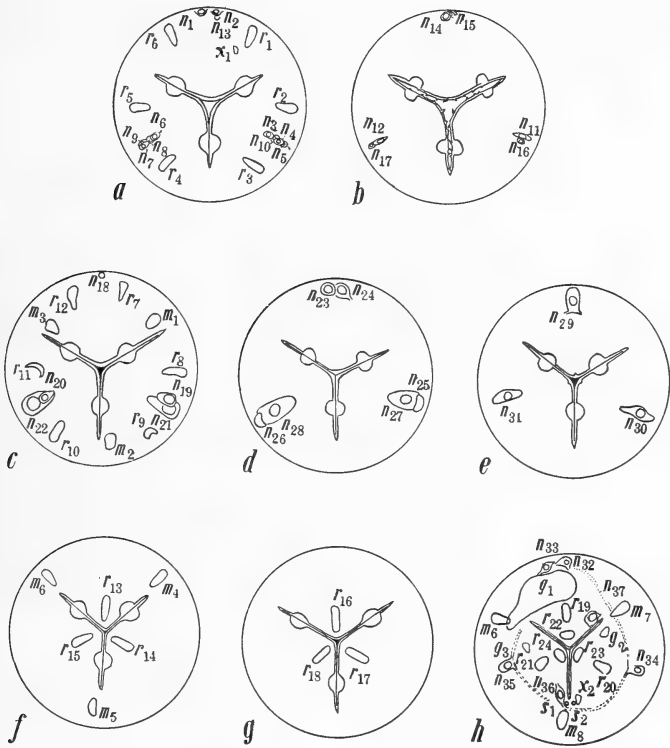 n1 n2
n13
r6 r1
x1
r5 r2
n6 n3 n4
n9 n8 n10
n7 n5
r4 r3
a
n14 n15
n12 n11
n17 n16
b
n18
r12 r7
m3 m1
r11 r8
n20 n19
n22 n21
r9
r10 m2
c
n23 n24
n25
n27
n26 n28
d
n29
n31 n30
e
m6 r13 m4
r15 r14
m5
f
r16
r18 r17
g
n33 n32
g1 n37
r19 m7
m6 r22
g3 r24 r23 g2
r21 n34
n35 n36 x2 r20
s1 s2
m8
h